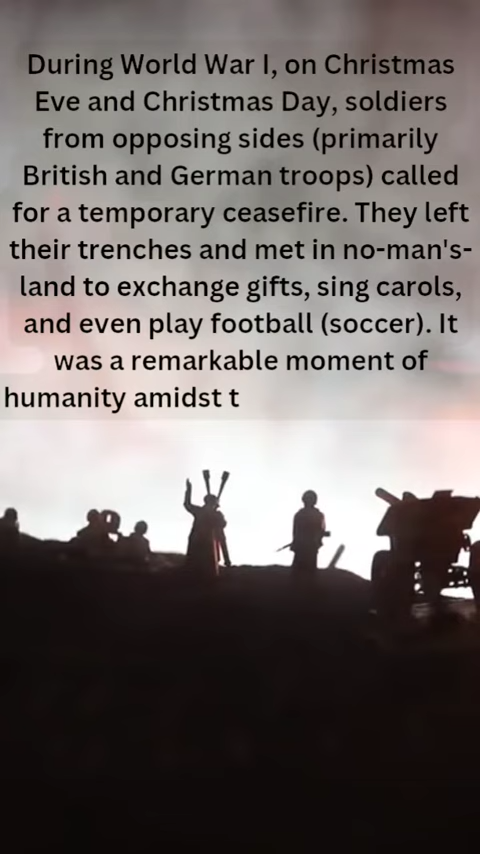 During World War I, on Christmas
Eve and Christmas Day, soldiers
from opposing sides (primarily
British and German troops) called
for a temporary ceasefire. They left
their trenches and met in no-man's-
land to exchange gifts, sing carols,
and even play football (soccer). It
was a remarkable moment of
humanity amidst t